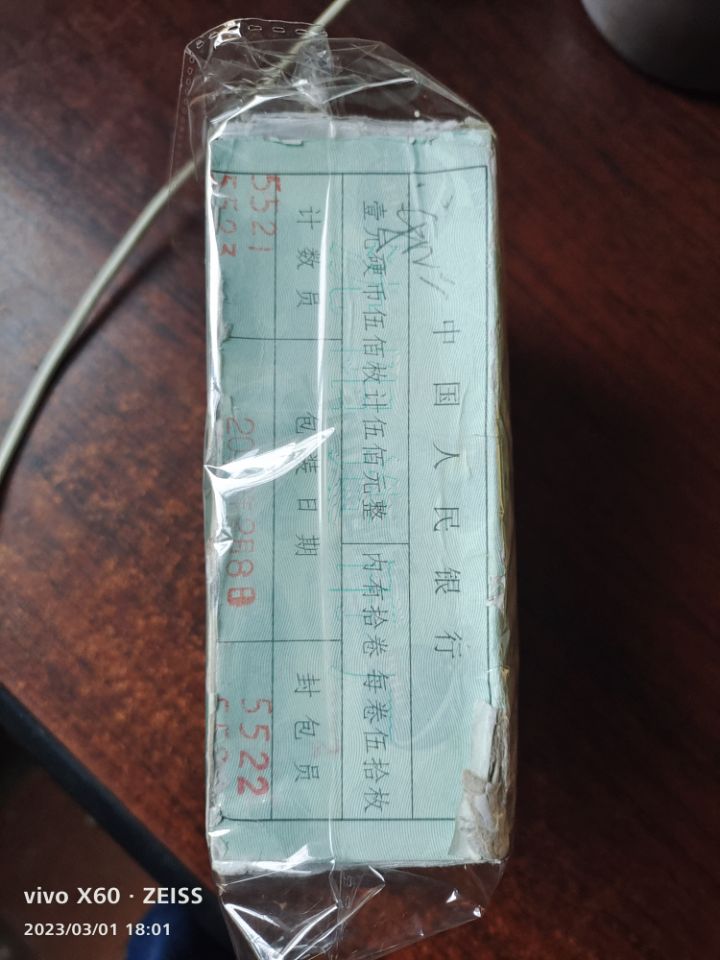 中国人民银行
壹元硬币伍佰枚计伍佰元整 内有拾卷每卷伍拾枚
计数员 包装日期 封包员
5521 5522
5523
vivo X60 · ZEISS
2023/03/01 18:01